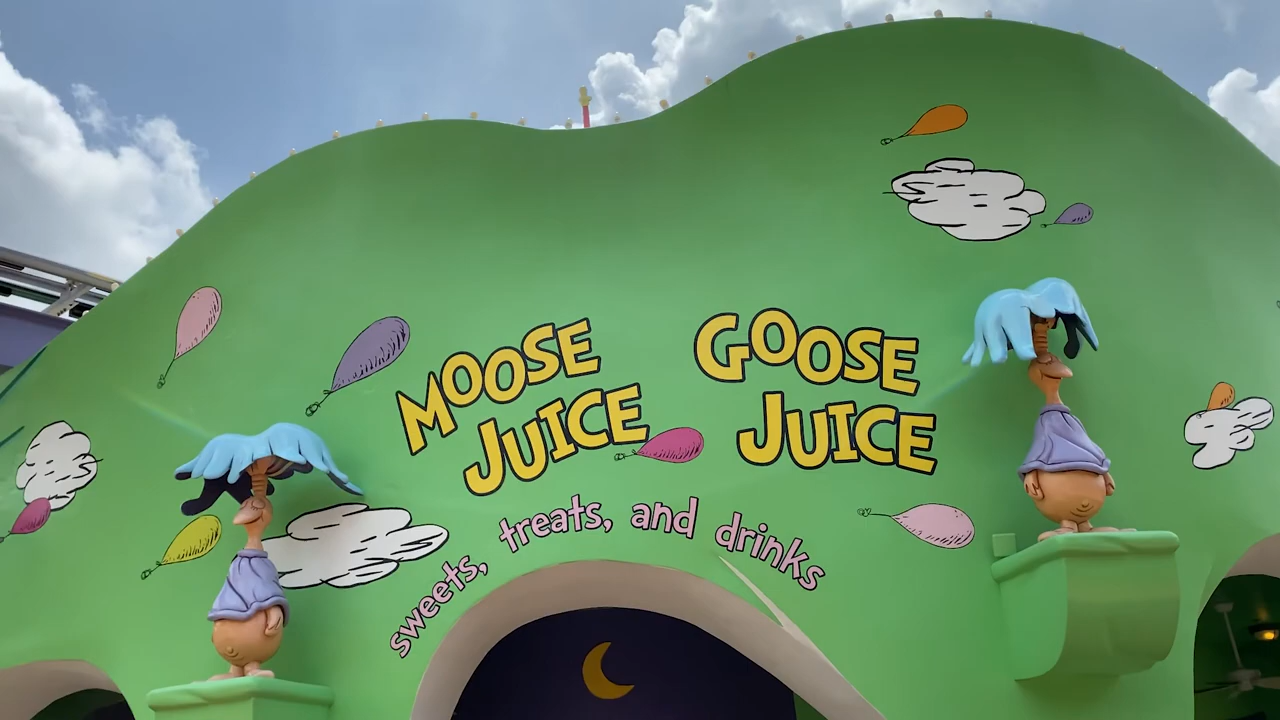 MOOSE
JUICE
GOOSE
JUICE
sweets, treats, and drinks